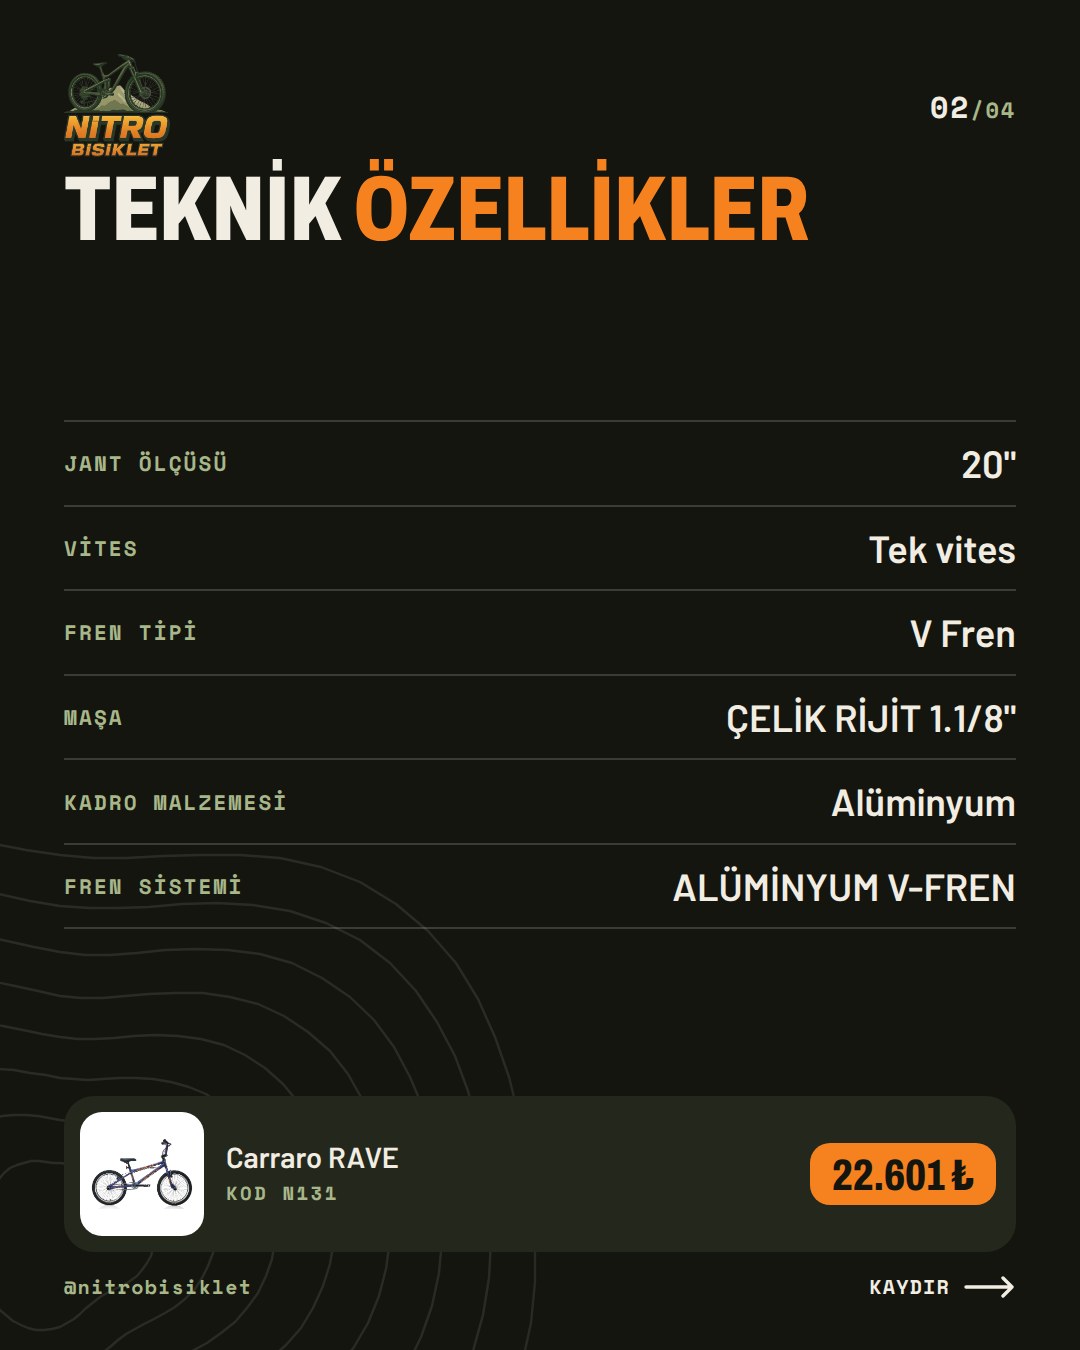 NiTRO
BISIKLET
02/04
TEKNİK ÖZELLİKLER
JANT ÖLÇÜSÜ 20"
VİTES Tek vites
FREN TİPİ V Fren
MAŞA ÇELİK RİJİT 1.1/8"
KADRO MALZEMESİ Alüminyum
FREN SİSTEMİ ALÜMİNYUM V-FREN
Carraro RAVE
KOD N131
22.601 ₺
@nitrobisiklet
KAYDIR